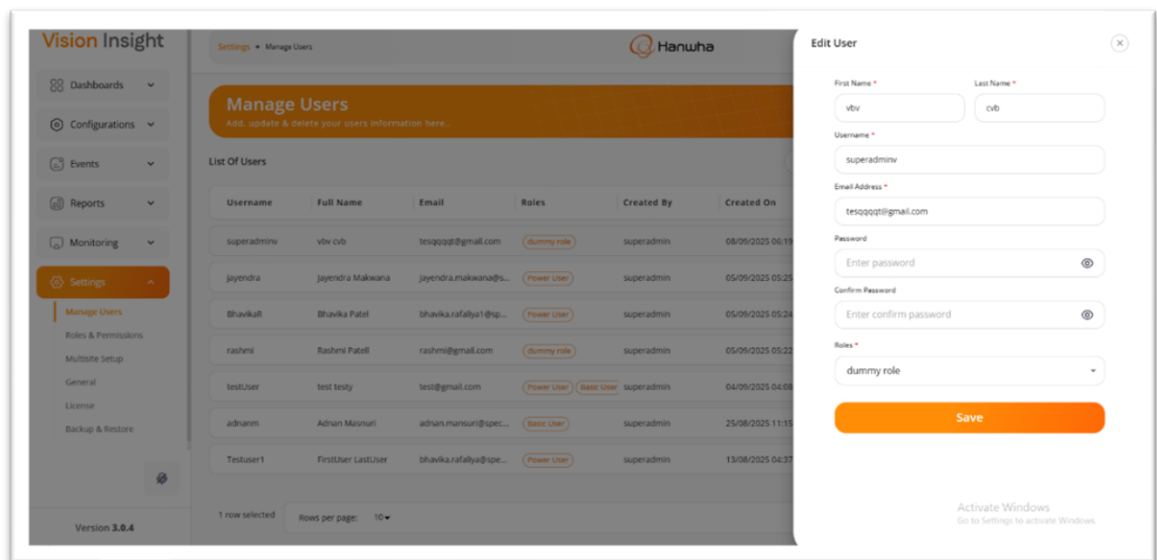 Vision Insight
Settings • Manage Users
Hanwha
Edit User
Dashboards
Configurations
Events
Reports
Monitoring
Settings
Manage Users
Roles & Permissions
Multisite Setup
General
License
Backup & Restore
Version 3.0.4
Manage Users
Add, update & delete your users information here..
List Of Users
Username Full Name Email Roles Created By Created On
superadminv vbv cvb tesqqqqt@gmail.com dummy role superadmin 08/09/2025 06:19
Jayendra Jayendra Makwana jayendra.makwana@s... Power User superadmin 05/09/2025 05:25
BhavikaR Bhavika Patel bhavika.rafaliya1@sp... Power User superadmin 05/09/2025 05:24
rashmi Rashmi Patell rashmi@gmail.com dummy role superadmin 05/09/2025 05:22
testUser test testy test@gmail.com Power User Basic User superadmin 04/09/2025 04:08
adnanm Adnan Masnuri adnan.mansuri@spec... Basic User superadmin 25/08/2025 11:15
Testuser1 FirstUser LastUser bhavika.rafaliya@spe... Power User superadmin 13/08/2025 04:37
1 row selected Rows per page: 10
First Name * Last Name *
vbv cvb
Username *
superadminv
Email Address *
tesqqqqt@gmail.com
Password
Enter password
Confirm Password
Enter confirm password
Roles *
dummy role
Save
Activate Windows
Go to Settings to activate Windows.